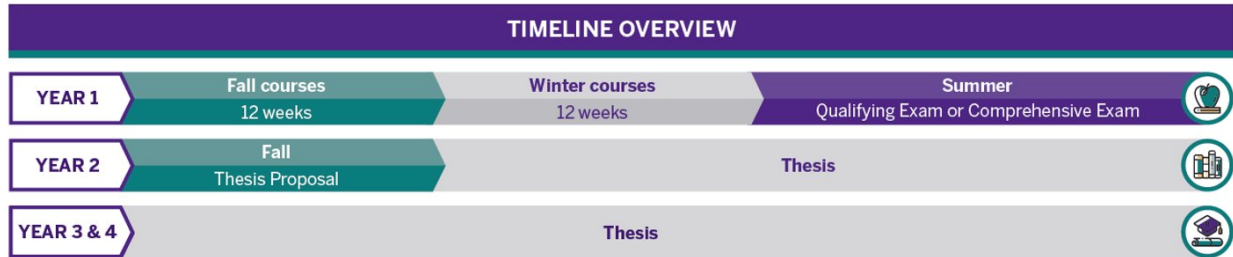 TIMELINE OVERVIEW
YEAR 1
Fall courses
12 weeks
Winter courses
12 weeks
Summer
Qualifying Exam or Comprehensive Exam
YEAR 2
Fall
Thesis Proposal
Thesis
YEAR 3 & 4
Thesis